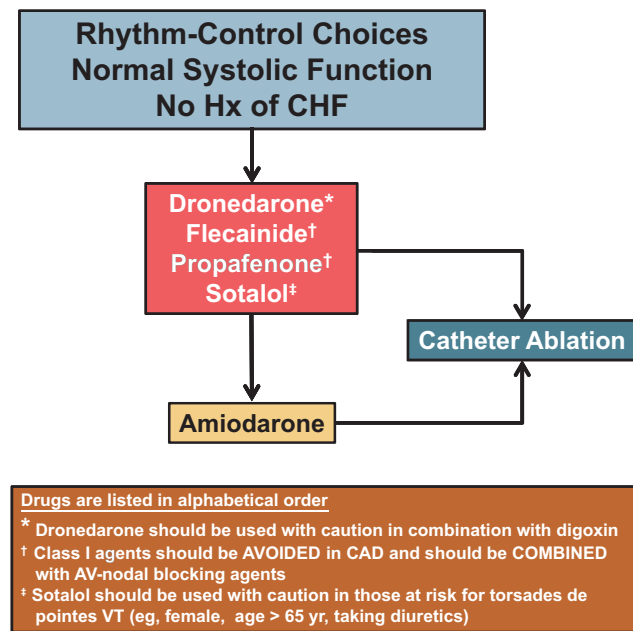 Rhythm-Control Choices
Normal Systolic Function
No Hx of CHF
Dronedarone*
Flecainide†
Propafenone†
Sotalol‡
Catheter Ablation
Amiodarone
Drugs are listed in alphabetical order
* Dronedarone should be used with caution in combination with digoxin
† Class I agents should be AVOIDED in CAD and should be COMBINED
with AV-nodal blocking agents
‡ Sotalol should be used with caution in those at risk for torsades de
pointes VT (eg, female, age > 65 yr, taking diuretics)